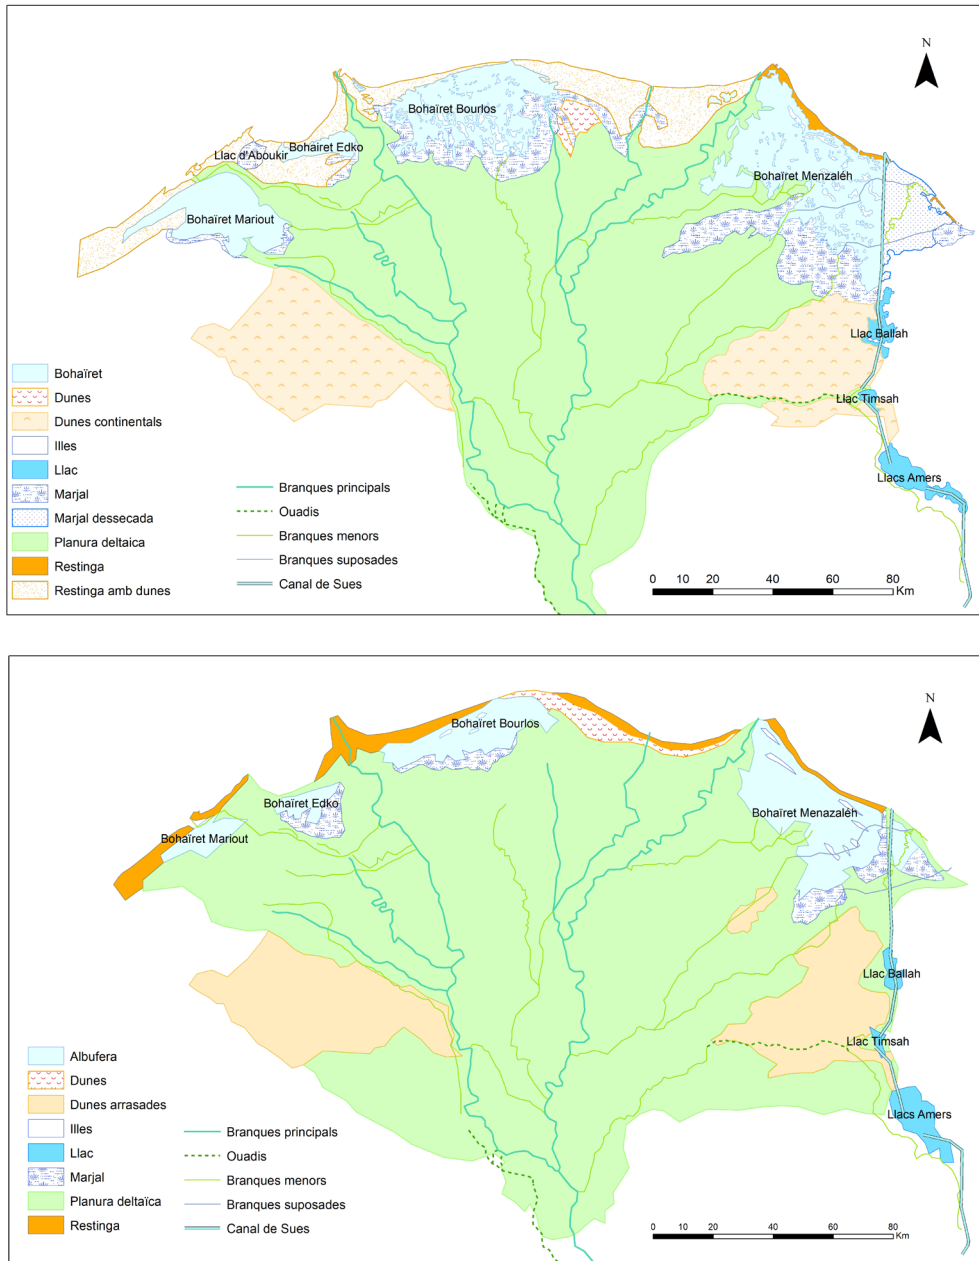 N
Bohaïret Bourlos
Bohairet Edko
Llac d'Aboukir
Bohaïret Menzaléh
Bohaïret Mariout
Llac Ballah
Llac Timsah
Llacs Amers
Bohaïret
Dunes
Dunes continentals
Illes
Llac
Marjal
Marjal dessecada
Planura deltaica
Restinga
Restinga amb dunes
Branques principals
Ouadis
Branques menors
Branques suposades
Canal de Sues
0 10 20 40 60 80
Km
N
Bohaïret Bourlos
Bohaïret Edko
Bohaïret Menazaléh
Bohaïret Mariout
Llac Ballah
Llac Timsah
Llacs Amers
Albufera
Dunes
Dunes arrasades
Illes
Llac
Marjal
Planura deltaïca
Restinga
Branques principals
Ouadis
Branques menors
Branques suposades
Canal de Sues
0 10 20 40 60 80
Km